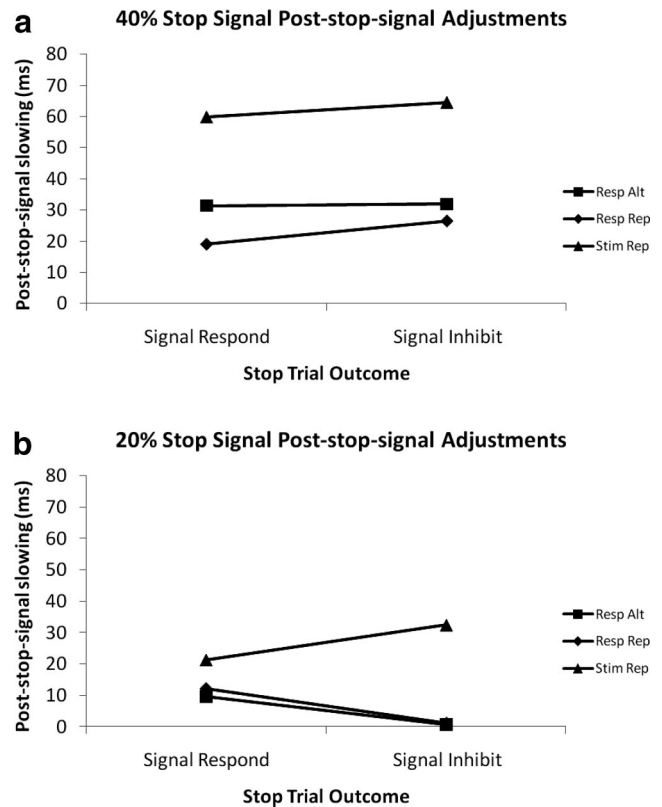 a
40% Stop Signal Post-stop-signal Adjustments
Post-stop-signal slowing (ms)
80
70
60
50
40
30
20
10
0
Signal Respond
Signal Inhibit
Stop Trial Outcome
Resp Alt
Resp Rep
Stim Rep
b
20% Stop Signal Post-stop-signal Adjustments
Post-stop-signal slowing (ms)
80
70
60
50
40
30
20
10
0
Signal Respond
Signal Inhibit
Stop Trial Outcome
Resp Alt
Resp Rep
Stim Rep